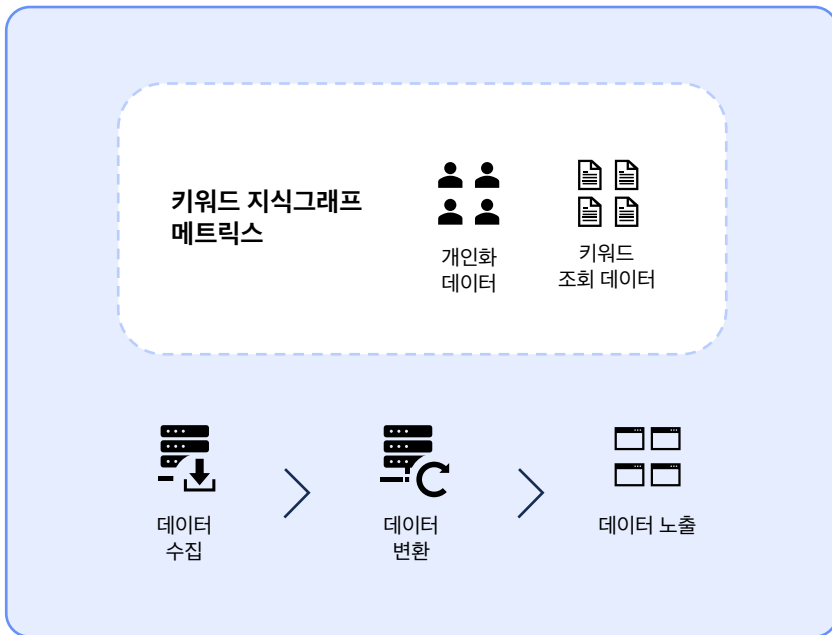 키워드 지식그래프
메트릭스
개인화
데이터
키워드
조회 데이터
데이터
수집
데이터
변환
데이터 노출